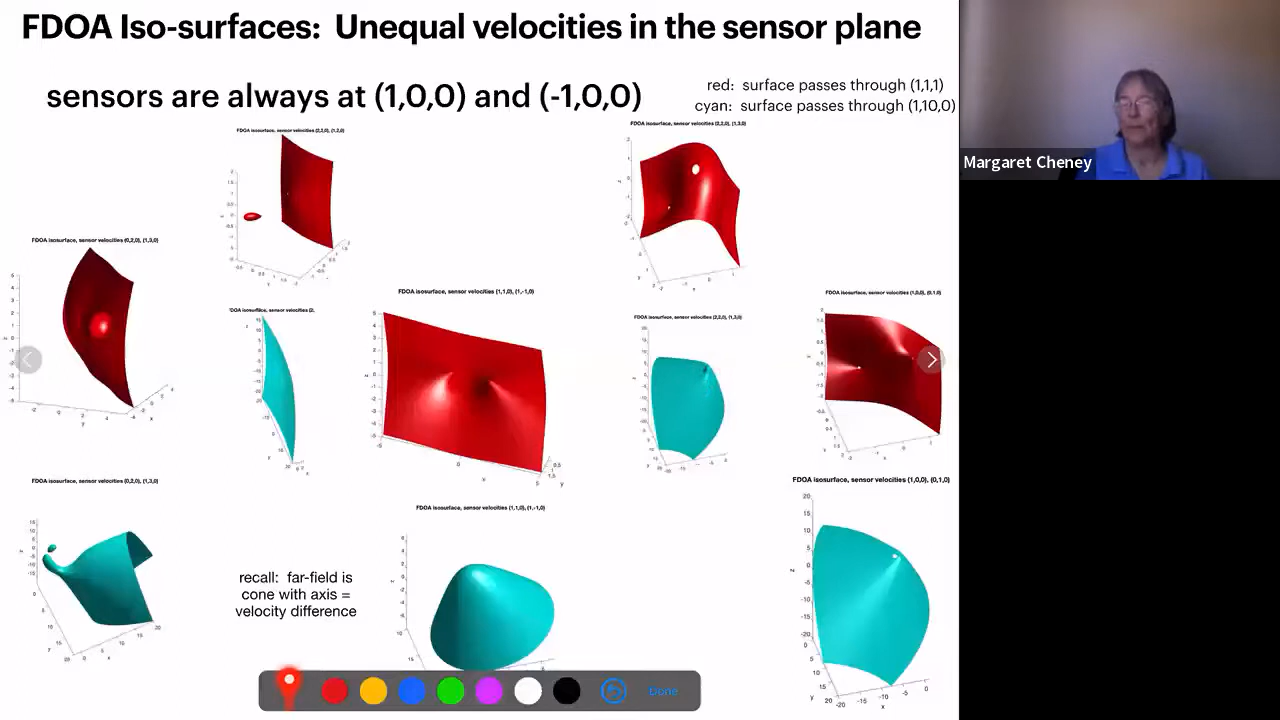 FDOA Iso-surfaces: Unequal velocities in the sensor plane
sensors are always at (1,0,0) and (-1,0,0)
red: surface passes through (1,1,1)
cyan: surface passes through (1,10,0)
FDOA isosurface, sensor velocities (2,2,0), (1,2,0)
FDOA isosurface, sensor velocities (2,2,0), (1,3,0)
Margaret Cheney
FDOA isosurface, sensor velocities (0,2,0), (1,3,0)
FDOA isosurface, sensor velocities (2,
FDOA isosurface, sensor velocities (1,1,0), (1,-1,0)
FDOA isosurface, sensor velocities (2,2,0), (1,3,0)
FDOA isosurface, sensor velocities (1,0,0), (0,1,0)
FDOA isosurface, sensor velocities (0,2,0), (1,3,0)
FDOA isosurface, sensor velocities (1,1,0), (1,-1,0)
FDOA isosurface, sensor velocities (1,0,0), (0,1,0)
recall: far-field is
cone with axis =
velocity difference
Done